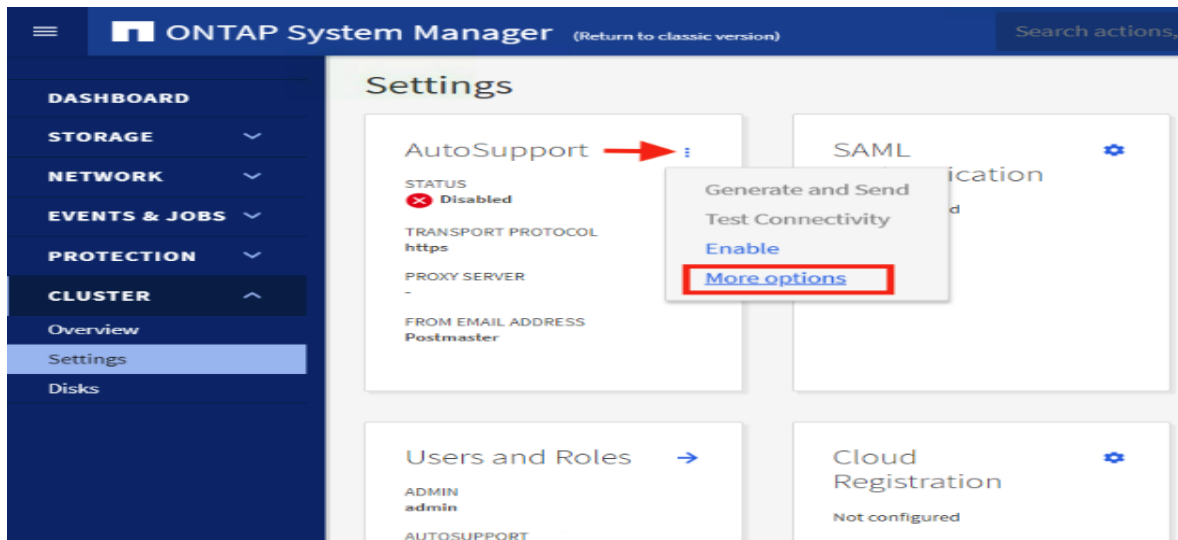 ONTAP System Manager (Return to classic version)
Search actions,
DASHBOARD
STORAGE
NETWORK
EVENTS & JOBS
PROTECTION
CLUSTER
Overview
Settings
Disks
Settings
AutoSupport
STATUS
Disabled
TRANSPORT PROTOCOL
https
PROXY SERVER
-
FROM EMAIL ADDRESS
Postmaster
Generate and Send
Test Connectivity
Enable
More options
SAML
ication
d
Users and Roles
ADMIN
admin
AUTOSUPPORT
Cloud
Registration
Not configured